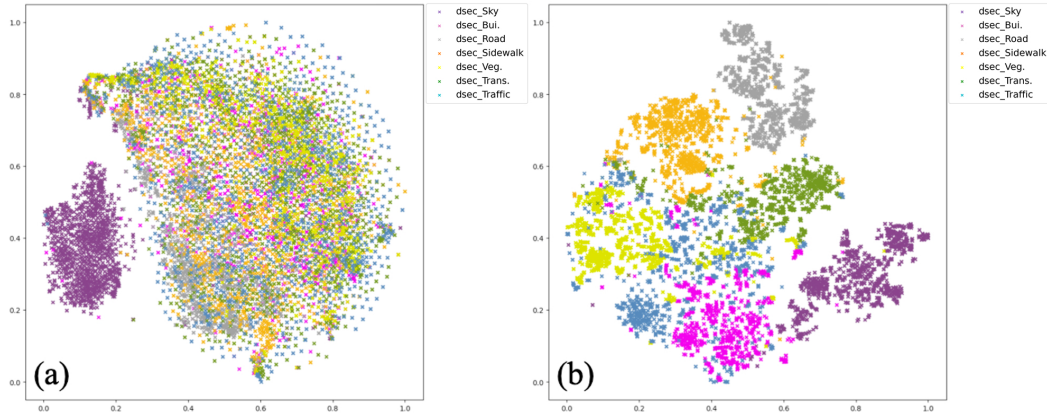 dsec_Sky
dsec_Bui.
dsec_Road
dsec_Sidewalk
dsec_Veg.
dsec_Trans.
dsec_Traffic
1.0
0.8
0.6
0.4
0.2
0.0
0.0 0.2 0.4 0.6 0.8 1.0
(a)
dsec_Sky
dsec_Bui.
dsec_Road
dsec_Sidewalk
dsec_Veg.
dsec_Trans.
dsec_Traffic
1.0
0.8
0.6
0.4
0.2
0.0
0.0 0.2 0.4 0.6 0.8 1.0
(b)